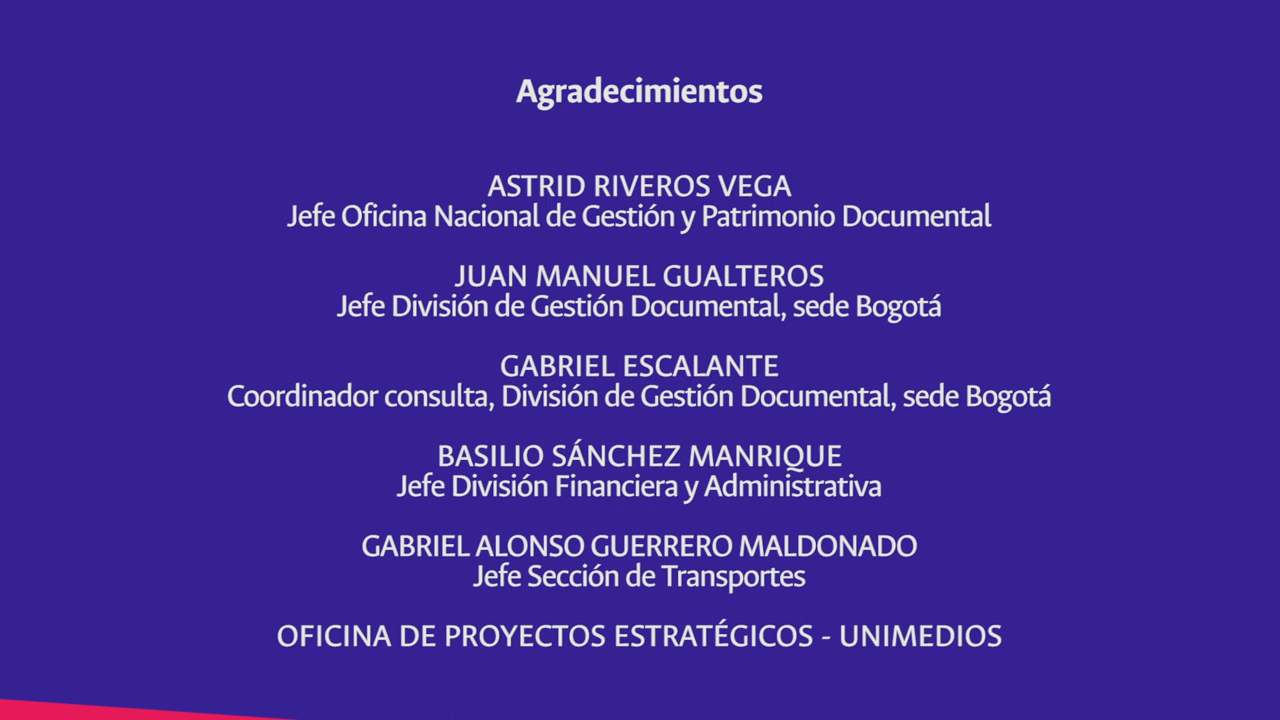 Agradecimientos
ASTRID RIVEROS VEGA
Jefe Oficina Nacional de Gestión y Patrimonio Documental
JUAN MANUEL GUALTEROS
Jefe División de Gestión Documental, sede Bogotá
GABRIEL ESCALANTE
Coordinador consulta, División de Gestión Documental, sede Bogotá
BASILIO SÁNCHEZ MANRIQUE
Jefe División Financiera y Administrativa
GABRIEL ALONSO GUERRERO MALDONADO
Jefe Sección de Transportes
OFICINA DE PROYECTOS ESTRATÉGICOS - UNIMEDIOS